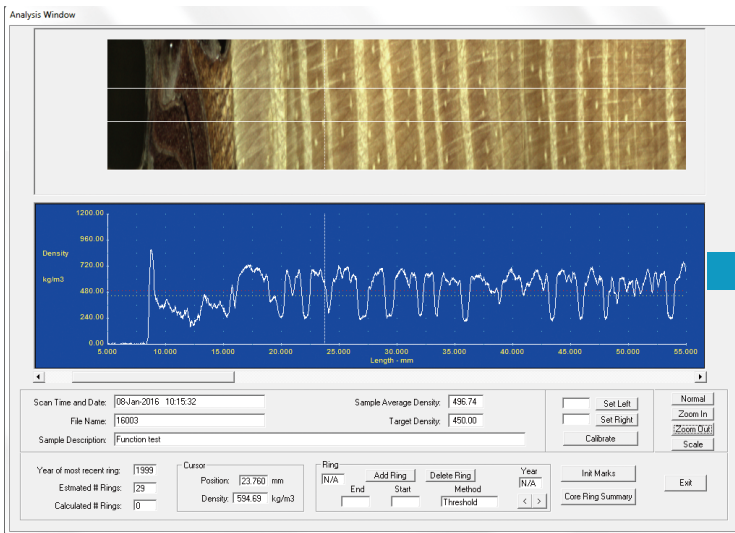 Analysis Window
1200.00
960.00
Density
720.00
kg/m3
480.00
240.00
0.00
5.000 10.000 15.000 20.000 25.000 30.000 35.000 40.000 45.000 50.000 55.000
Length - mm
Scan Time and Date: 08-Jan-2016 10:15:32 Sample Average Density: 496.74 Set Left Normal
File Name: 16003 Target Density: 450.00 Set Right Zoom In
Sample Description: Function test Calibrate Zoom Out
Scale
Year of most recent ring: 1999 Cursor Ring Year Init Marks
Position: 23.760 mm N/A Add Ring Delete Ring N/A Exit
Estmated # Rings: 29 End Start Method
Density: 594.69 kg/m3 Threshold < > Core Ring Summary
Calculated # Rings: 0